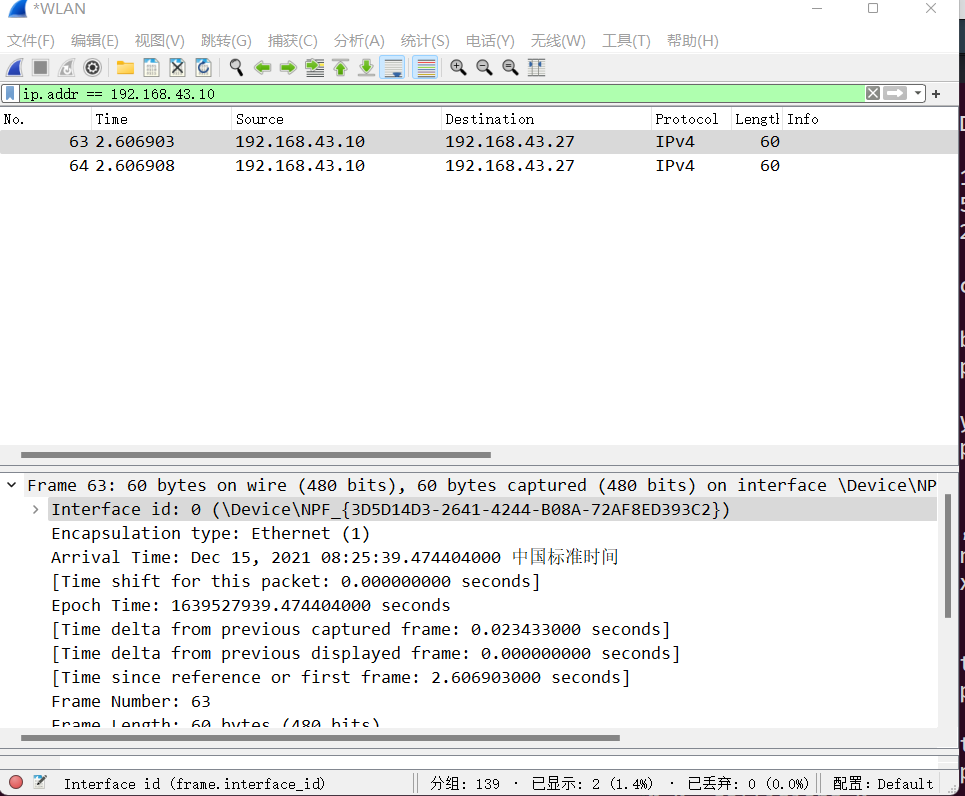 *WLAN
文件(F) 编辑(E) 视图(V) 跳转(G) 捕获(C) 分析(A) 统计(S) 电话(Y) 无线(W) 工具(T) 帮助(H)
ip.addr == 192.168.43.10
No. Time Source Destination Protocol Lengt Info
63 2.606903 192.168.43.10 192.168.43.27 IPv4 60
64 2.606908 192.168.43.10 192.168.43.27 IPv4 60
Frame 63: 60 bytes on wire (480 bits), 60 bytes captured (480 bits) on interface \Device\NP
Interface id: 0 (\Device\NPF_{3D5D14D3-2641-4244-B08A-72AF8ED393C2})
Encapsulation type: Ethernet (1)
Arrival Time: Dec 15, 2021 08:25:39.474404000 中国标准时间
[Time shift for this packet: 0.000000000 seconds]
Epoch Time: 1639527939.474404000 seconds
[Time delta from previous captured frame: 0.023433000 seconds]
[Time delta from previous displayed frame: 0.000000000 seconds]
[Time since reference or first frame: 2.606903000 seconds]
Frame Number: 63
Frame Length: 60 bytes (480 bits)
Interface id (frame.interface_id) 分组: 139 · 已显示: 2 (1.4%) · 已丢弃: 0 (0.0%) 配置: Default